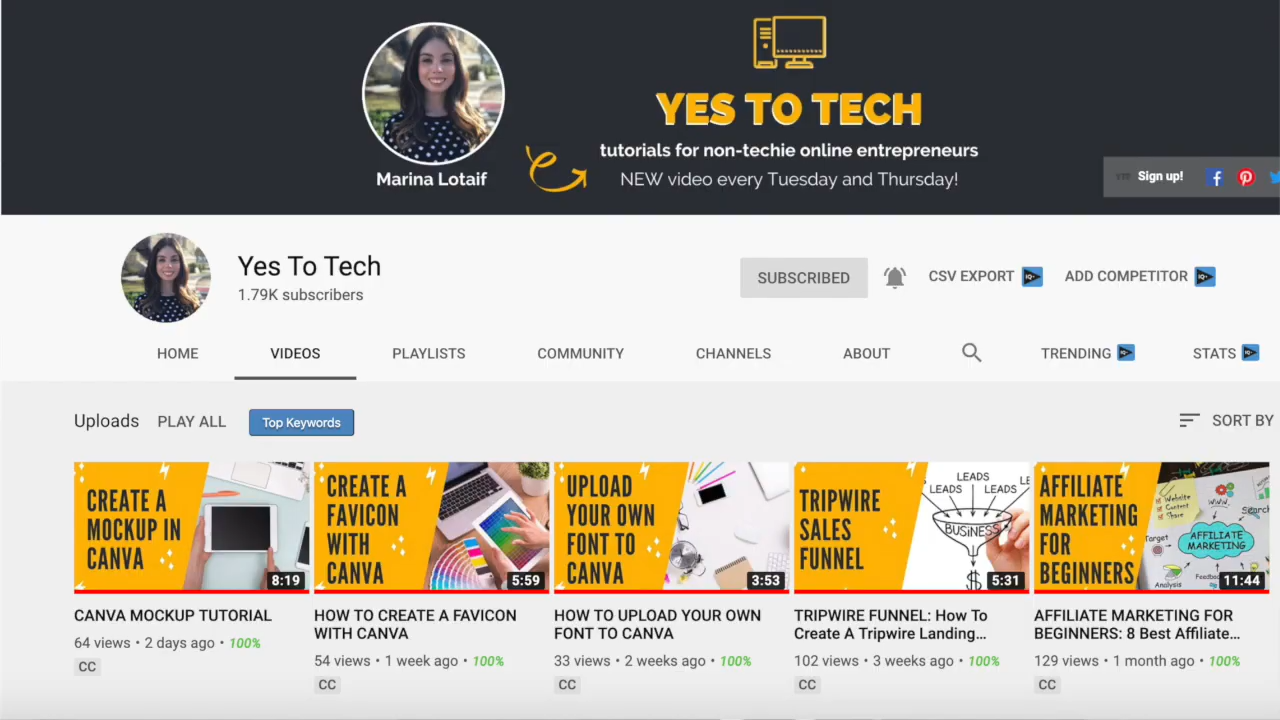 YES TO TECH
tutorials for non-techie online entrepreneurs
NEW video every Tuesday and Thursday!
Marina Lotaif
Sign up!
Yes To Tech
1.79K subscribers
SUBSCRIBED
CSV EXPORT
ADD COMPETITOR
HOME
VIDEOS
PLAYLISTS
COMMUNITY
CHANNELS
ABOUT
TRENDING
STATS
Uploads
PLAY ALL
Top Keywords
SORT BY
CREATE A
MOCKUP IN
CANVA
8:19
CANVA MOCKUP TUTORIAL
64 views • 2 days ago • 100%
CC
CREATE A
FAVICON
WITH
CANVA
5:59
HOW TO CREATE A FAVICON
WITH CANVA
54 views • 1 week ago • 100%
CC
UPLOAD
YOUR OWN
FONT TO
CANVA
3:53
HOW TO UPLOAD YOUR OWN
FONT TO CANVA
33 views • 2 weeks ago • 100%
CC
TRIPWIRE
SALES
FUNNEL
LEADS
LEADS
LEADS
BUSINESS
$
5:31
TRIPWIRE FUNNEL: How To
Create A Tripwire Landing...
102 views • 3 weeks ago • 100%
CC
AFFILIATE
MARKETING
FOR
BEGINNERS
Website
Content
Share
WWW.
Search
Target
AFFILIATE
MARKETING
Analysis
11:44
AFFILIATE MARKETING FOR
BEGINNERS: 8 Best Affiliate...
129 views • 1 month ago • 100%
CC